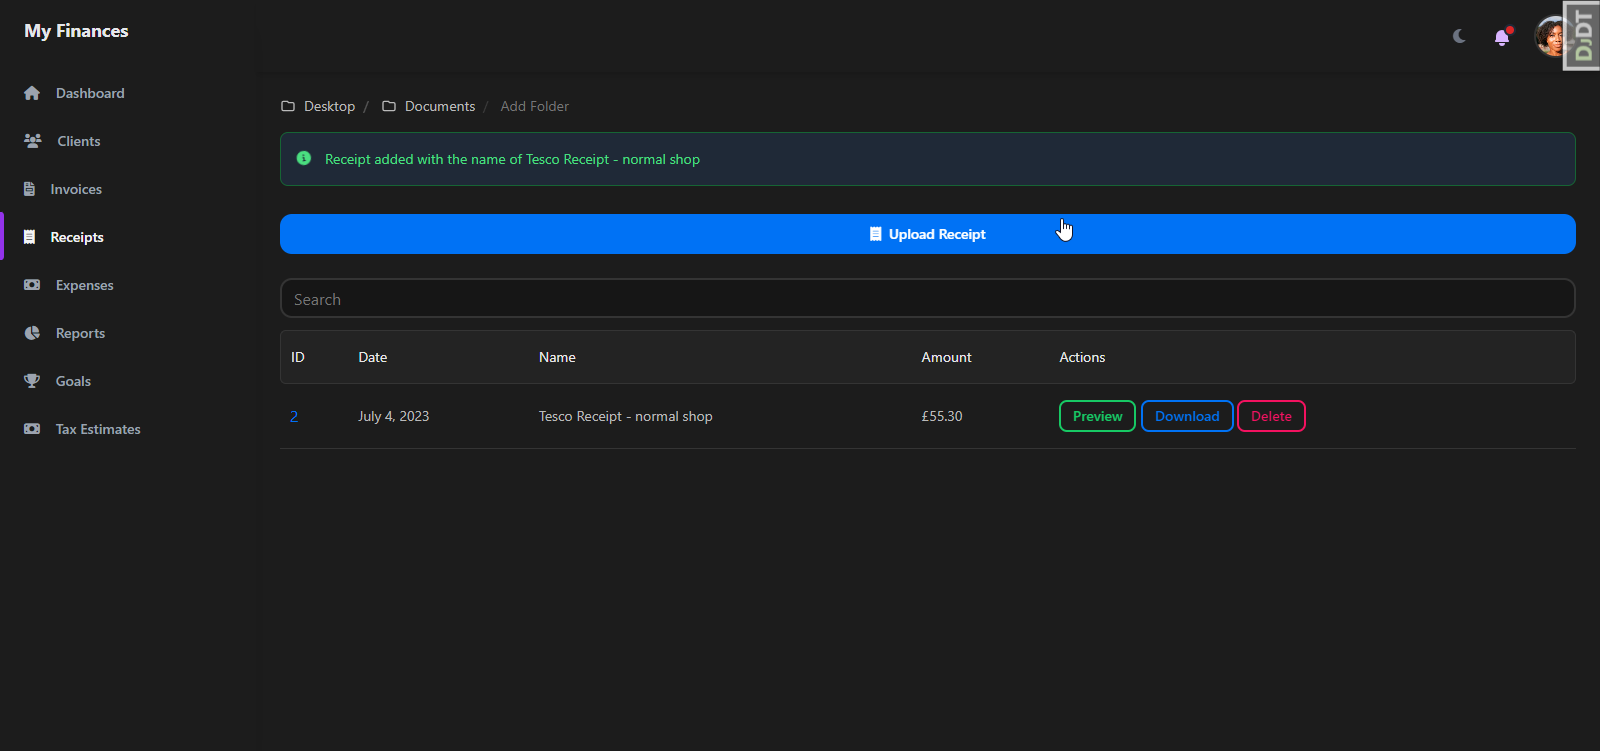 My Finances
DJDT
Dashboard
Clients
Invoices
Receipts
Expenses
Reports
Goals
Tax Estimates
Desktop / Documents / Add Folder
Receipt added with the name of Tesco Receipt - normal shop
Upload Receipt
Search
ID Date Name Amount Actions
2 July 4, 2023 Tesco Receipt - normal shop £55.30 Preview Download Delete